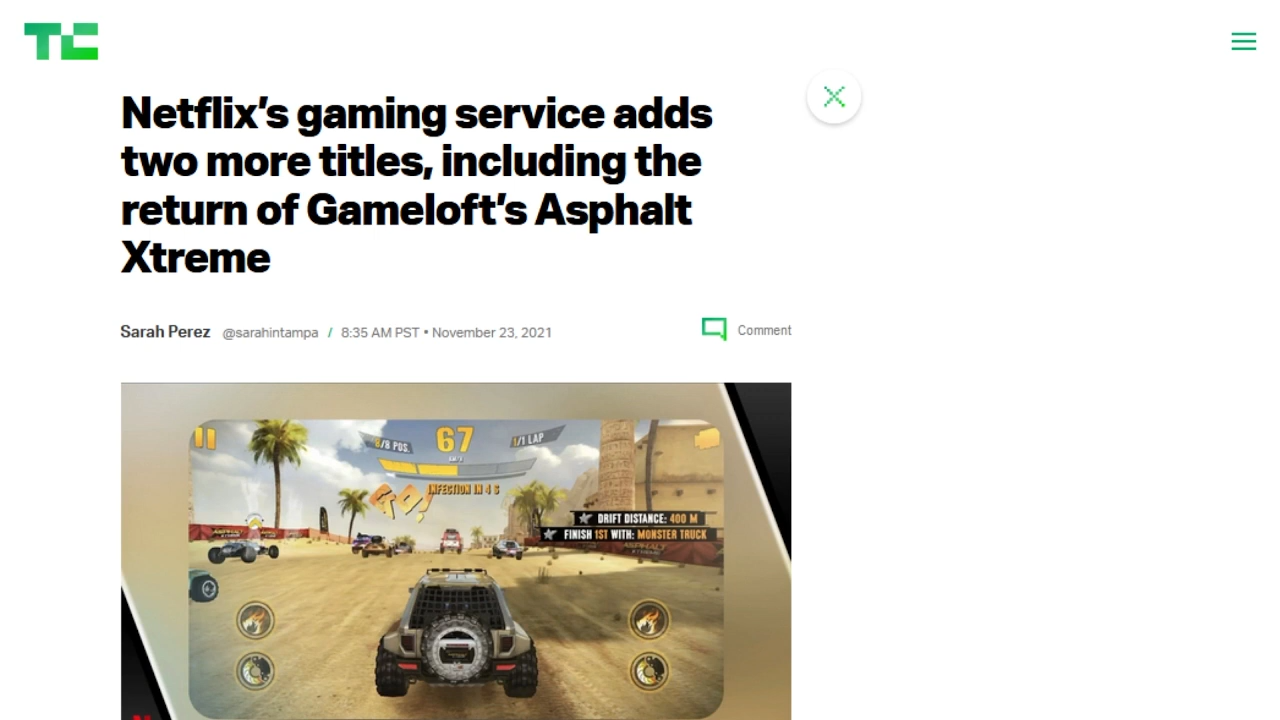 TC
Netflix’s gaming service adds
two more titles, including the
return of Gameloft’s Asphalt
Xtreme
Sarah Perez @sarahintampa / 8:35 AM PST • November 23, 2021
Comment
8/8 POS. 67 1/1 LAP
KM/H
GO! INFECTION IN 4 S
DRIFT DISTANCE: 400 M
FINISH 1ST WITH: MONSTER TRUCK